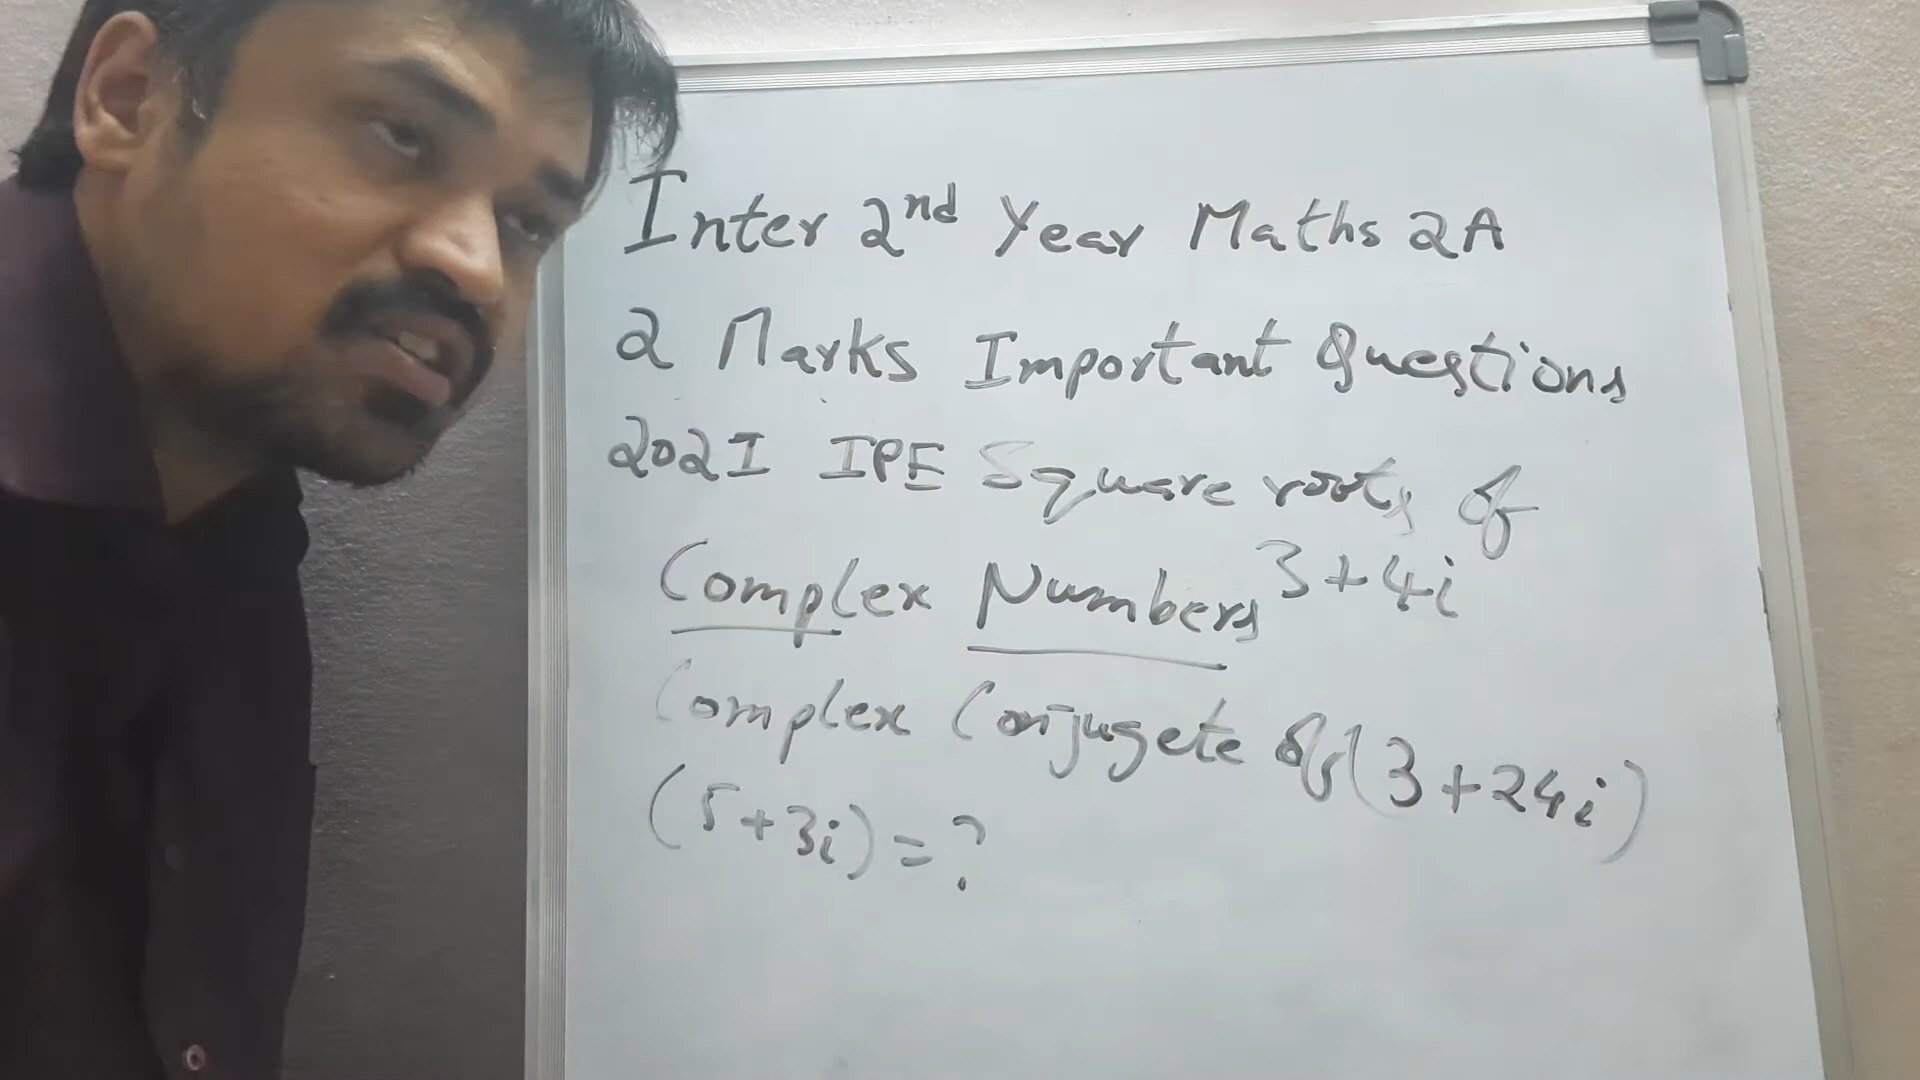 Inter 2nd Year Maths 2A
2 Marks Important Questions
2021 IPE Square roots of
Complex Numbers 3+4i
Complex Conjugete of (3+24i)
(5+3i) = ?